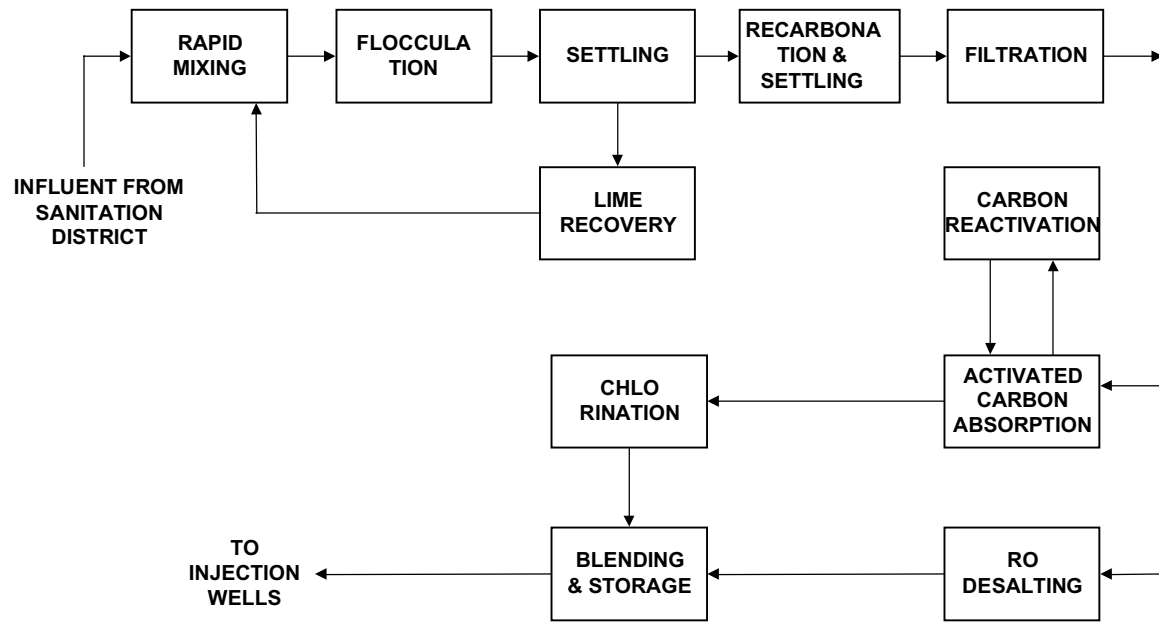 RAPID
MIXING
FLOCCULA
TION
SETTLING
RECARBONA
TION &
SETTLING
FILTRATION
INFLUENT FROM
SANITATION
DISTRICT
LIME
RECOVERY
CARBON
REACTIVATION
CHLO
RINATION
ACTIVATED
CARBON
ABSORPTION
TO
INJECTION
WELLS
BLENDING
& STORAGE
RO
DESALTING